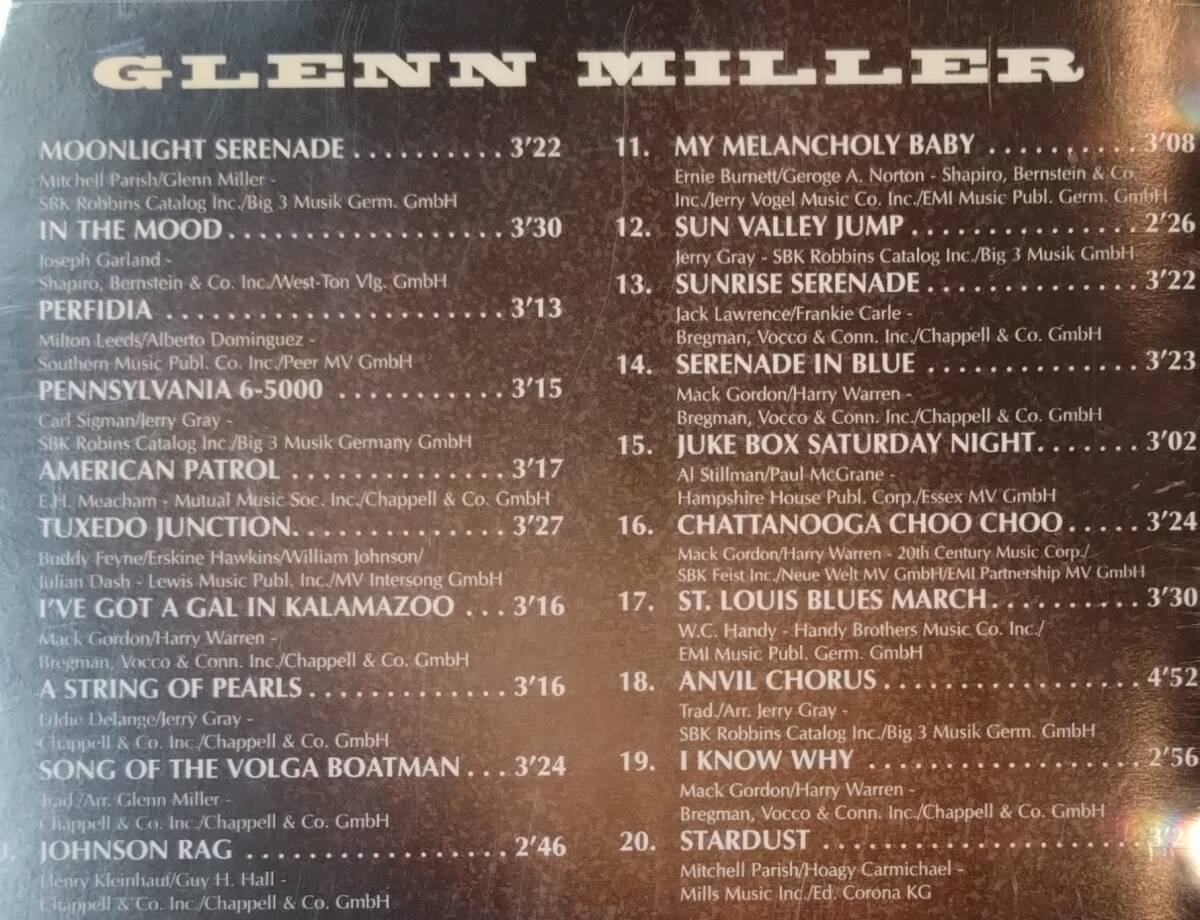 GLENN MILLER
MOONLIGHT SERENADE . . . . . . . . . . 3'22
Mitchell Parish/Glenn Miller -
SBK Robbins Catalog Inc./Big 3 Musik Germ. GmbH
IN THE MOOD . . . . . . . . . . . . . . . . . . 3'30
Joseph Garland -
Shapiro, Bernstein & Co. Inc./West-Ton Vlg. GmbH
PERFIDIA . . . . . . . . . . . . . . . . . . . . . . 3'13
Milton Leeds/Alberto Dominguez -
Southern Music Publ. Co. Inc./Peer MV GmbH
PENNSYLVANIA 6-5000 . . . . . . . . . . . 3'15
Carl Sigman/Jerry Gray -
SBK Robins Catalog Inc./Big 3 Musik Germany GmbH
AMERICAN PATROL . . . . . . . . . . . . . . 3'17
E.H. Meacham - Mutual Music Soc. Inc./Chappell & Co. GmbH
TUXEDO JUNCTION. . . . . . . . . . . . . . 3'27
Buddy Feyne/Erskine Hawkins/William Johnson/
Julian Dash - Lewis Music Publ. Inc./MV Intersong GmbH
I'VE GOT A GAL IN KALAMAZOO . . . 3'16
Mack Gordon/Harry Warren -
Bregman, Vocco & Conn. Inc./Chappell & Co. GmbH
A STRING OF PEARLS . . . . . . . . . . . . . 3'16
Eddie Delange/Jerry Gray -
Chappell & Co. Inc./Chappell & Co. GmbH
SONG OF THE VOLGA BOATMAN . . . 3'24
Trad./Arr. Glenn Miller -
Chappell & Co. Inc./Chappell & Co. GmbH
JOHNSON RAG . . . . . . . . . . . . . . . . . 2'46
Henry Kleinhauf/Guy H. Hall -
Chappell & Co. Inc./Chappell & Co. GmbH
11. MY MELANCHOLY BABY . . . . . . . . . . 3'08
Ernie Burnett/Geroge A. Norton - Shapiro, Bernstein & Co.
Inc./Jerry Vogel Music Co. Inc./EMI Music Publ. Germ. GmbH
12. SUN VALLEY JUMP . . . . . . . . . . . . . . 2'26
Jerry Gray - SBK Robbins Catalog Inc./Big 3 Musik GmbH
13. SUNRISE SERENADE . . . . . . . . . . . . . 3'22
Jack Lawrence/Frankie Carle -
Bregman, Vocco & Conn. Inc./Chappell & Co. GmbH
14. SERENADE IN BLUE . . . . . . . . . . . . . 3'23
Mack Gordon/Harry Warren -
Bregman, Vocco & Conn. Inc./Chappell & Co. GmbH
15. JUKE BOX SATURDAY NIGHT. . . . . . 3'02
Al Stillman/Paul McGrane -
Hampshire House Publ. Corp./Essex MV GmbH
16. CHATTANOOGA CHOO CHOO . . . . . 3'24
Mack Gordon/Harry Warren - 20th Century Music Corp./
SBK Feist Inc./Neue Welt MV GmbH/EMI Partnership MV GmbH
17. ST. LOUIS BLUES MARCH. . . . . . . . . . 3'30
W.C. Handy - Handy Brothers Music Co. Inc./
EMI Music Publ. Germ. GmbH
18. ANVIL CHORUS . . . . . . . . . . . . . . . . 4'52
Trad./Arr. Jerry Gray -
SBK Robbins Catalog Inc./Big 3 Musik Germ. GmbH
19. I KNOW WHY . . . . . . . . . . . . . . . . . 2'56
Mack Gordon/Harry Warren -
Bregman, Vocco & Conn. Inc./Chappell & Co. GmbH
20. STARDUST . . . . . . . . . . . . . . . . . . .
Mitchell Parish/Hoagy Carmichael -
Mills Music Inc./Ed. Corona KG